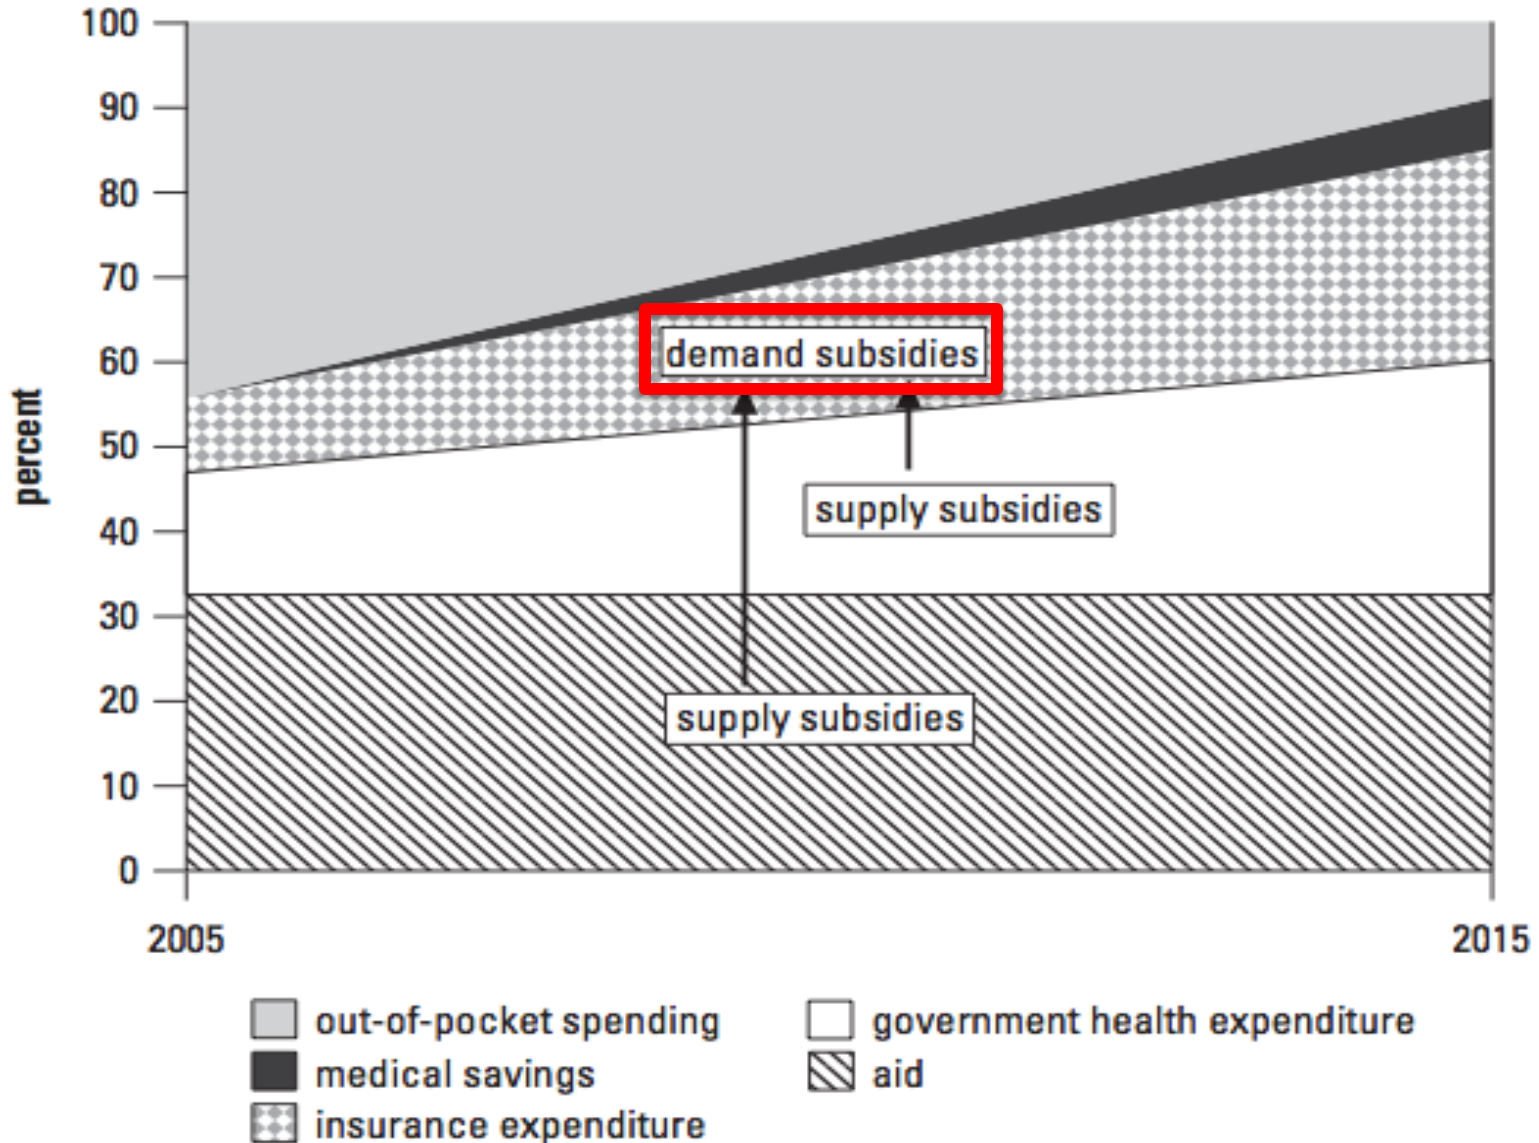 100
90
80
70
60
50
40
30
20
10
0
percent
demand subsidies
supply subsidies
supply subsidies
2005 2015
out-of-pocket spending government health expenditure
medical savings aid
insurance expenditure